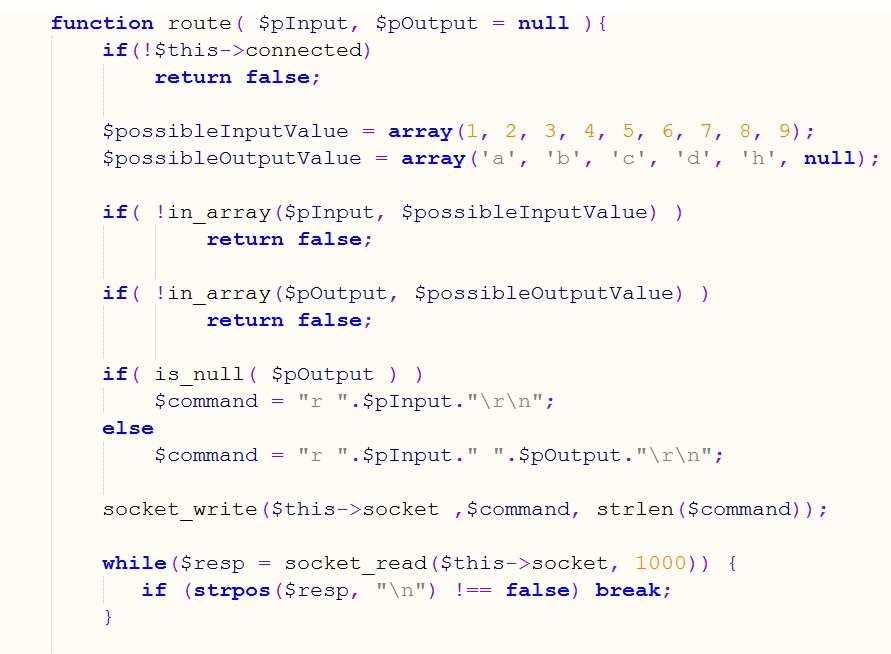 function route( $pInput, $pOutput = null ){
if(!$this->connected)
return false;
$possibleInputValue = array(1, 2, 3, 4, 5, 6, 7, 8, 9);
$possibleOutputValue = array('a', 'b', 'c', 'd', 'h', null);
if( !in_array($pInput, $possibleInputValue) )
return false;
if( !in_array($pOutput, $possibleOutputValue) )
return false;
if( is_null( $pOutput ) )
$command = "r ".$pInput."\r\n";
else
$command = "r ".$pInput." ".$pOutput."\r\n";
socket_write($this->socket ,$command, strlen($command));
while($resp = socket_read($this->socket, 1000)) {
if (strpos($resp, "\n") !== false) break;
}